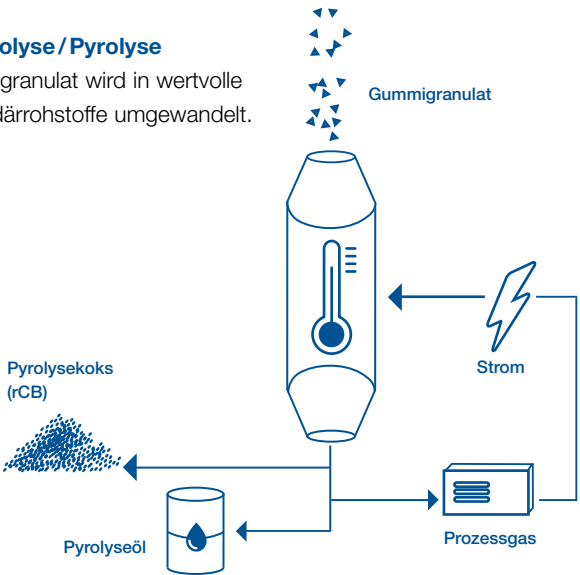 olyse / Pyrolyse
granulat wird in wertvolle
därrohstoffe umgewandelt.
Gummigranulat
Strom
Pyrolysekoks
(rCB)
Prozessgas
Pyrolyseöl